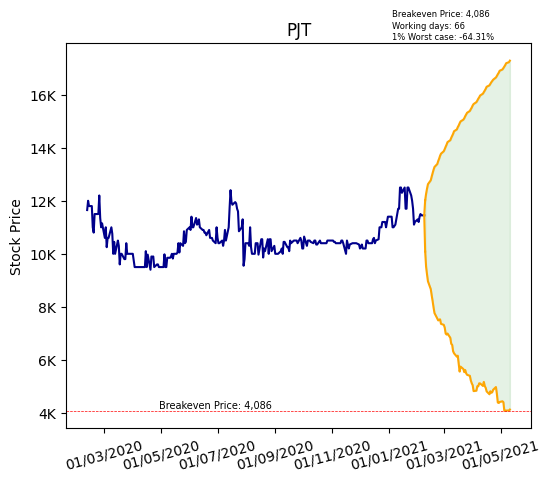 Breakeven Price: 4,086
Working days: 66
1% Worst case: -64.31%
PJT
Stock Price
16K
14K
12K
10K
8K
6K
4K
Breakeven Price: 4,086
01/03/2020
01/05/2020
01/07/2020
01/09/2020
01/11/2020
01/01/2021
01/03/2021
01/05/2021